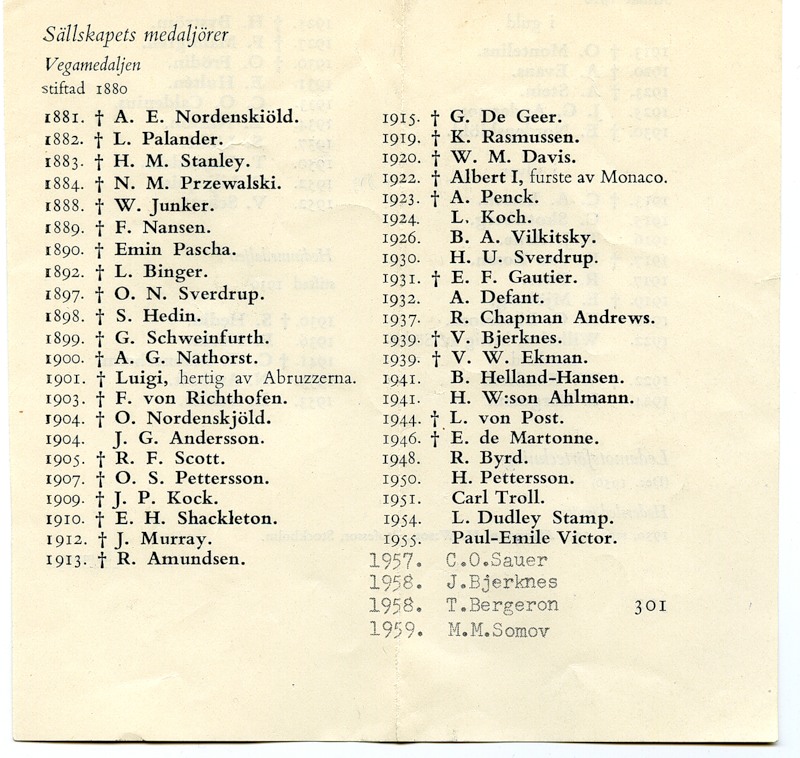 Sällskapets medaljörer
Vegamedaljen
stiftad 1880
1881. † A. E. Nordenskiöld.
1882. † L. Palander.
1883. † H. M. Stanley.
1884. † N. M. Przewalski.
1888. † W. Junker.
1889. † F. Nansen.
1890. † Emin Pascha.
1892. † L. Binger.
1897. † O. N. Sverdrup.
1898. † S. Hedin.
1899. † G. Schweinfurth.
1900. † A. G. Nathorst.
1901. † Luigi, hertig av Abruzzerna.
1903. † F. von Richthofen.
1904. † O. Nordenskjöld.
1904. J. G. Andersson.
1905. † R. F. Scott.
1907. † O. S. Pettersson.
1909. † J. P. Kock.
1910. † E. H. Shackleton.
1912. † J. Murray.
1913. † R. Amundsen.
1915. † G. De Geer.
1919. † K. Rasmussen.
1920. † W. M. Davis.
1922. † Albert I, furste av Monaco.
1923. † A. Penck.
1924. L. Koch.
1926. B. A. Vilkitsky.
1930. H. U. Sverdrup.
1931. † E. F. Gautier.
1932. A. Defant.
1937. R. Chapman Andrews.
1939. † V. Bjerknes.
1939. † V. W. Ekman.
1941. B. Helland-Hansen.
1941. H. W:son Ahlmann.
1944. † L. von Post.
1946. † E. de Martonne.
1948. R. Byrd.
1950. H. Pettersson.
1951. Carl Troll.
1954. L. Dudley Stamp.
1955. Paul-Emile Victor.
1957. C.O.Sauer
1958. J.Bjerknes
1958. T.Bergeron
1959. M.M.Somov
301